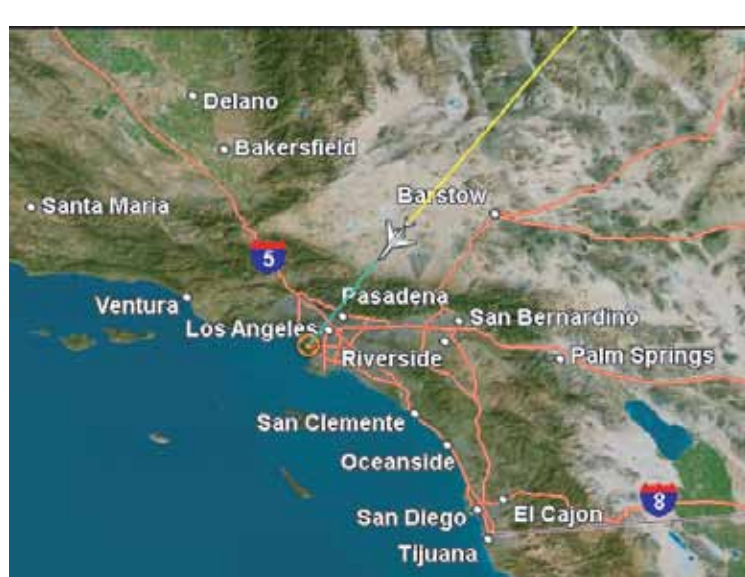 Delano
Bakersfield
Barstow
Santa Maria
5
Ventura
Pasadena
Los Angeles
San Bernardino
Riverside
Palm Springs
San Clemente
Oceanside
8
San Diego
El Cajon
Tijuana